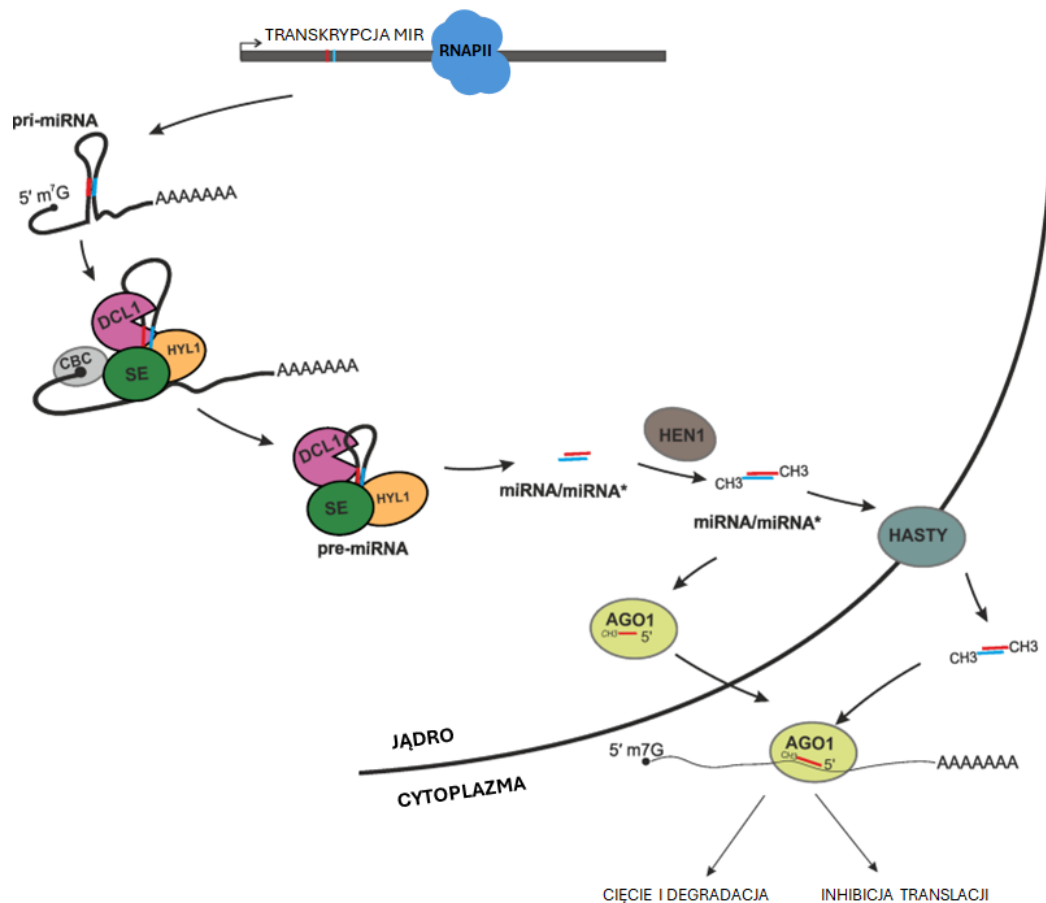 TRANSKRYPCJA MIR
RNAPII
pri-miRNA
5' m⁷G
AAAAAAA
DCL1
HYL1
CBC
SE
AAAAAAA
DCL1
SE
HYL1
pre-miRNA
miRNA/miRNA*
HEN1
CH3
CH3
miRNA/miRNA*
HASTY
AGO1
CH3
5'
CH3
CH3
JĄDRO
CYTOPLAZMA
5' m7G
AGO1
CH3
5'
AAAAAAA
CIĘCIE I DEGRADACJA
INHIBICJA TRANSLACJI